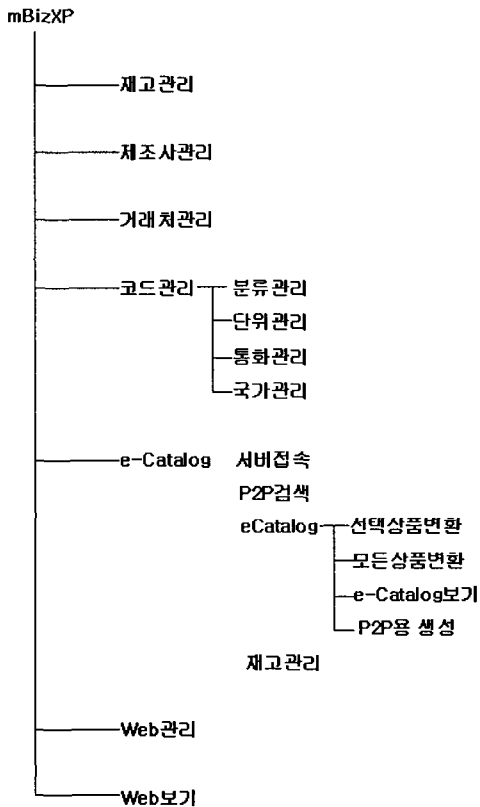 mBizXP
재고관리
제조사관리
거래처관리
코드관리 분류관리
단위관리
통화관리
국가관리
e-Catalog 서비접속
P2P검색
eCatalog 선택상품변환
모든상품변환
e-Catalog보기
P2P용 생성
재고관리
Web관리
Web보기